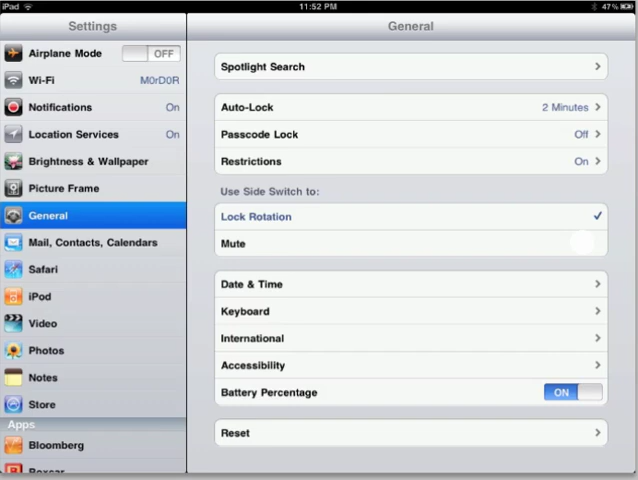 iPad
11:52 PM
47%
Settings
General
Airplane Mode OFF
Wi-Fi M0rD0R
Notifications On
Location Services On
Brightness & Wallpaper
Picture Frame
General
Mail, Contacts, Calendars
Safari
iPod
Video
Photos
Notes
Store
Apps
Bloomberg
Boxcar
Spotlight Search
Auto-Lock 2 Minutes
Passcode Lock Off
Restrictions On
Use Side Switch to:
Lock Rotation
Mute
Date & Time
Keyboard
International
Accessibility
Battery Percentage ON
Reset